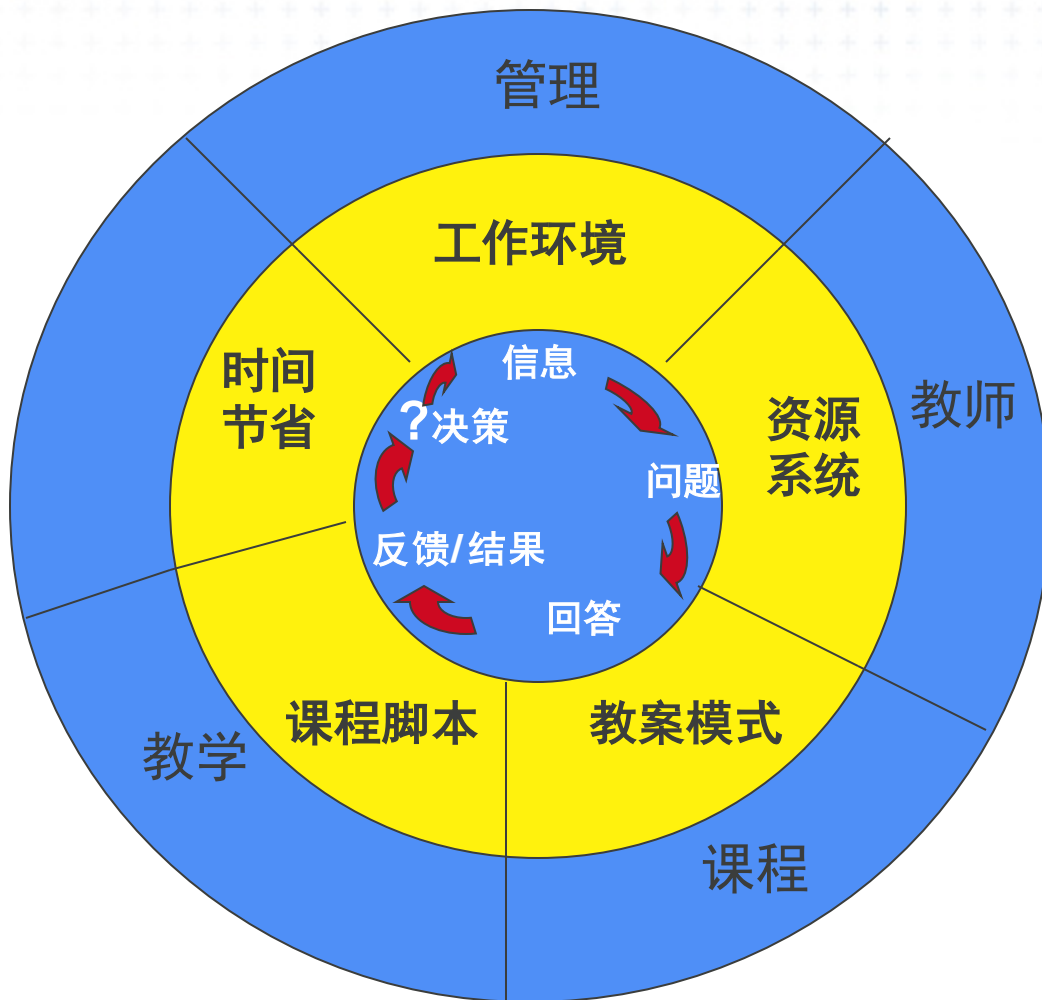 管理
工作环境
时间
节省
信息
?决策
资源
系统
教师
问题
反馈/结果
回答
课程脚本
教案模式
教学
课程